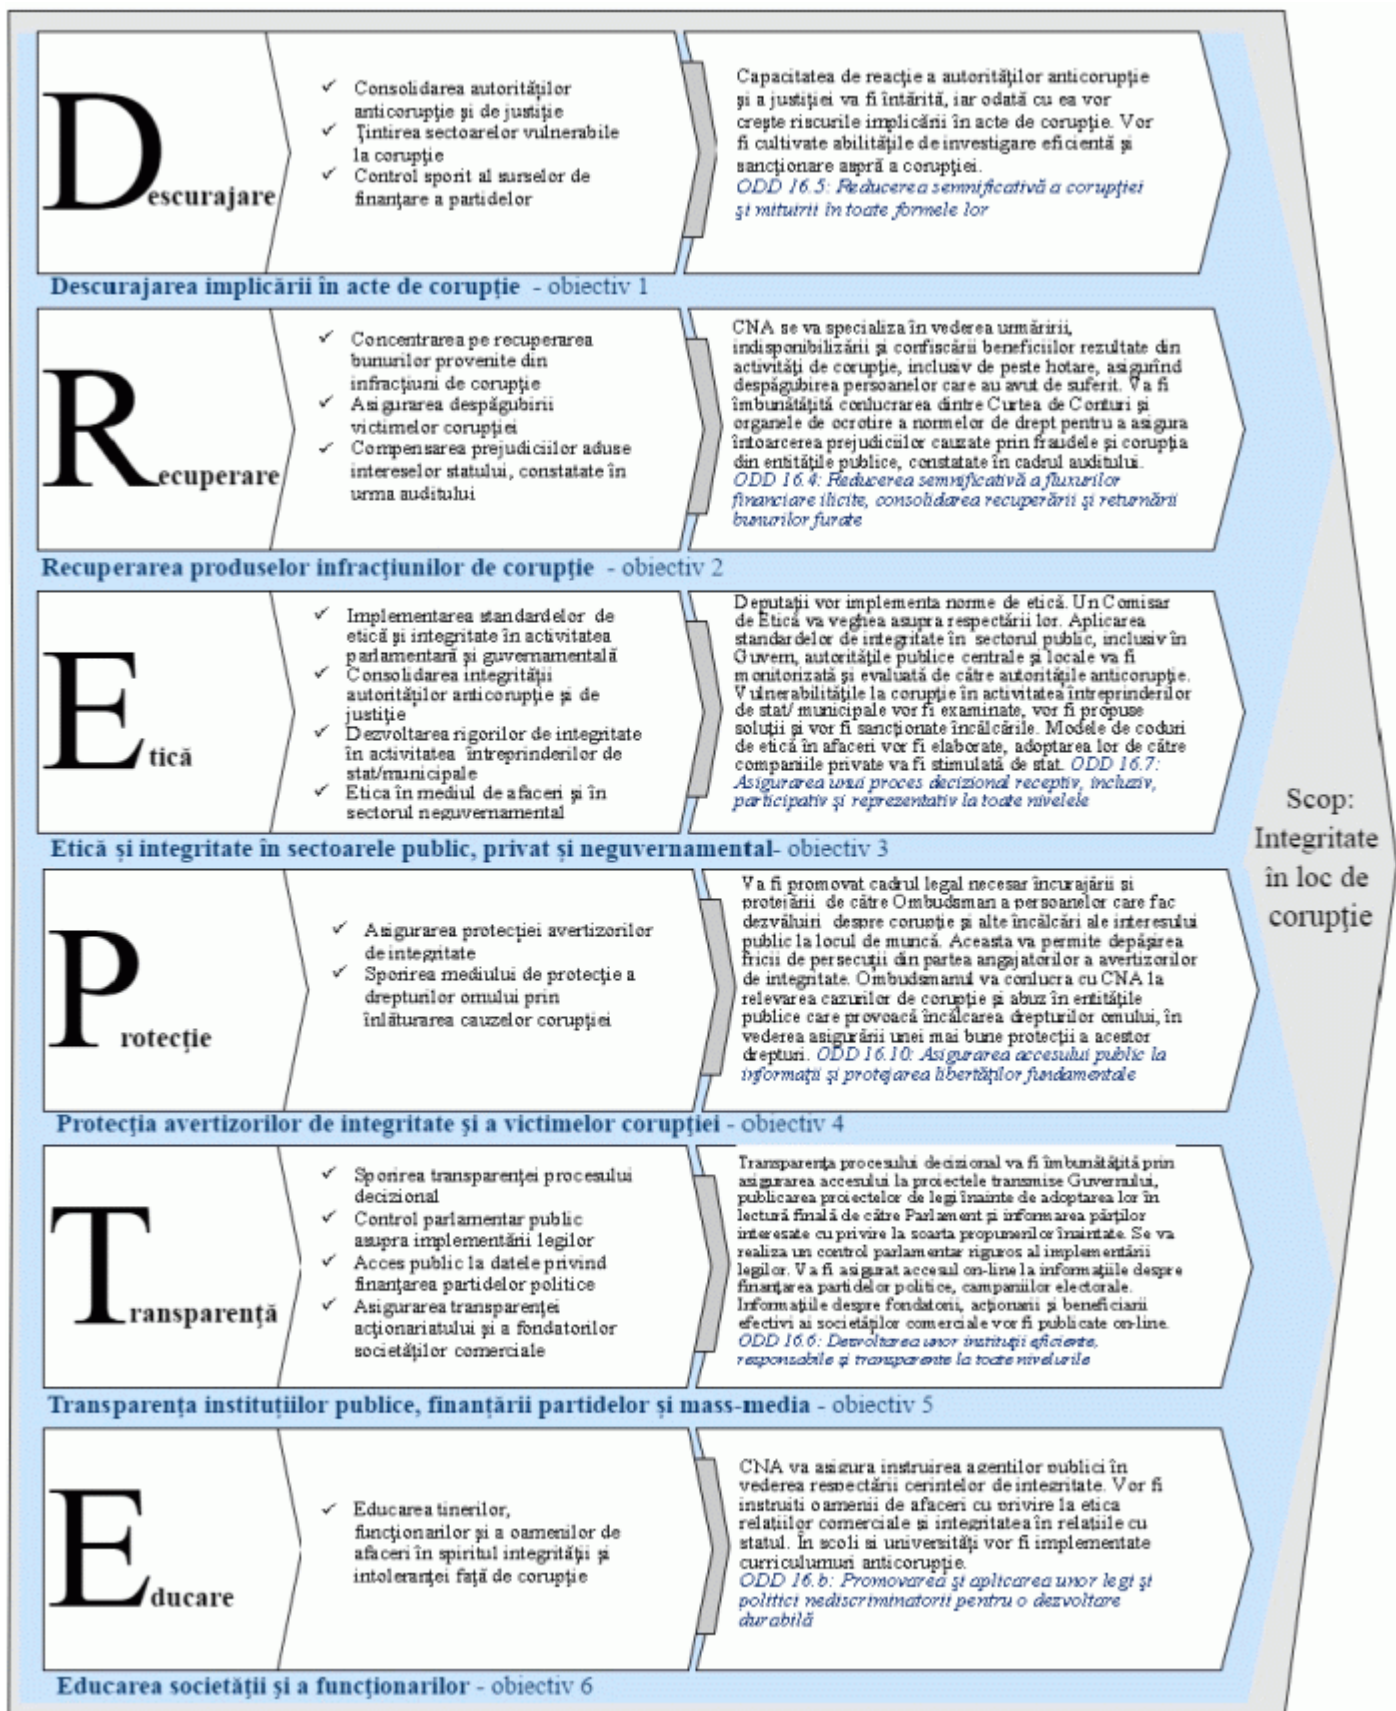 Descurajare
✓ Consolidarea autorităților
anticorupție și de justiție
✓ Țintirea sectoarelor vulnerabile
la corupție
✓ Control sporit al surselor de
finanțare a partidelor
Capacitatea de reacție a autorităților anticorupție
și a justiției va fi întărită, iar odată cu ea vor
crește riscurile implicării în acte de corupție. Vor
fi cultivate abilitățile de investigare eficientă și
sancționare aspră a corupției.
ODD 16.5: Reducerea semnificativă a corupției
și mituirii în toate formele lor
Descurajarea implicării în acte de corupție - obiectiv 1
Recuperare
✓ Concentrarea pe recuperarea
bunurilor provenite din
infracțiuni de corupție
✓ Asigurarea despăgubirii
victimelor corupției
✓ Compensarea prejudiciilor aduse
intereselor statului, constatate în
urma auditului
CNA se va specializa în vederea urmăririi,
indisponibilizării și confiscării beneficiilor rezultate din
activități de corupție, inclusiv de peste hotare, asigurînd
despăgubirea persoanelor care au avut de suferit. Va fi
îmbunătățită conlucrarea dintre Curtea de Conturi și
organele de ocrotire a normelor de drept pentru a asigura
întoarcerea prejudiciilor cauzate prin fraudele și corupția
din entitățile publice, constatate în cadrul auditului.
ODD 16.4: Reducerea semnificativă a fluxurilor
financiare ilicite, consolidarea recuperării și returnării
bunurilor furate
Recuperarea produselor infracțiunilor de corupție - obiectiv 2
Etică
✓ Implementarea standardelor de
etică și integritate în activitatea
parlamentară și guvernamentală
✓ Consolidarea integrității
autorităților anticorupție și de
justiție
✓ Dezvoltarea rigorilor de integritate
în activitatea întreprinderilor de
stat/municipale
✓ Etica în mediul de afaceri și în
sectorul neguvernamental
Deputații vor implementa norme de etică. Un Comisar
de Etică va veghea asupra respectării lor. Aplicarea
standardelor de integritate în sectorul public, inclusiv în
Guvern, autoritățile publice centrale și locale va fi
monitorizată și evaluată de către autoritățile anticorupție.
Vulnerabilitățile la corupție în activitatea întreprinderilor
de stat/ municipale vor fi examinate, vor fi propuse
soluții și vor fi sancționate încălcările. Modele de coduri
de etică în afaceri vor fi elaborate, adoptarea lor de către
companiile private va fi stimulată de stat. ODD 16.7:
Asigurarea unui proces decizional receptiv, incluziv,
participativ și reprezentativ la toate nivelele
Etică și integritate în sectoarele public, privat și neguvernamental- obiectiv 3
Scop:
Integritate
în loc de
corupție
Protecție
✓ Asigurarea protecției avertizorilor
de integritate
✓ Sporirea mediului de protecție a
drepturilor omului prin
înlăturarea cauzelor corupției
Va fi promovat cadrul legal necesar încurajării si
protejării de către Ombudsman a persoanelor care fac
dezvăluiri despre corupție și alte încălcări ale interesului
public la locul de muncă. Aceasta va permite depășirea
fricii de persecuții din partea angajatorilor a avertizorilor
de integritate. Ombudsmanul va conlucra cu CNA la
relevarea cazurilor de corupție și abuz în entitățile
publice care provoacă încălcarea drepturilor omului, în
vederea asigurării unei mai bune protecții a acestor
drepturi. ODD 16.10: Asigurarea accesului public la
informații și protejarea libertăților fundamentale
Protecția avertizorilor de integritate și a victimelor corupției - obiectiv 4
Transparență
✓ Sporirea transparenței procesului
decizional
✓ Control parlamentar public
asupra implementării legilor
✓ Acces public la datele privind
finanțarea partidelor politice
✓ Asigurarea transparenței
acționariatului și a fondatorilor
societăților comerciale
Transparența procesului decizional va fi îmbunătățită prin
asigurarea accesului la proiectele transmise Guvernului,
publicarea proiectelor de legi înainte de adoptarea lor în
lectură finală de către Parlament și informarea părților
interesate cu privire la soarta propunerilor înaintate. Se va
realiza un control parlamentar riguros al implementării
legilor. Va fi asigurat accesul on-line la informațiile despre
finanțarea partidelor politice, campaniilor electorale.
Informațiile despre fondatorii, acționarii și beneficiarii
efectivi ai societăților comerciale vor fi publicate on-line.
ODD 16.6: Dezvoltarea unor instituții eficiente,
responsabile și transparente la toate nivelurile
Transparența instituțiilor publice, finanțării partidelor și mass-media - obiectiv 5
Educare
✓ Educarea tinerilor,
funcționarilor și a oamenilor de
afaceri în spiritul integrității și
intoleranței față de corupție
CNA va asigura instruirea agentilor publici în
vederea respectării cerintelor de integritate. Vor fi
instruiti oamenii de afaceri cu privire la etica
relațiilor comerciale si integritatea în relațiile cu
statul. În scoli si universități vor fi implementate
curriculumuri anticorupție.
ODD 16.b: Promovarea și aplicarea unor legi și
politici nediscriminatorii pentru o dezvoltare
durabilă
Educarea societății și a funcționarilor - obiectiv 6